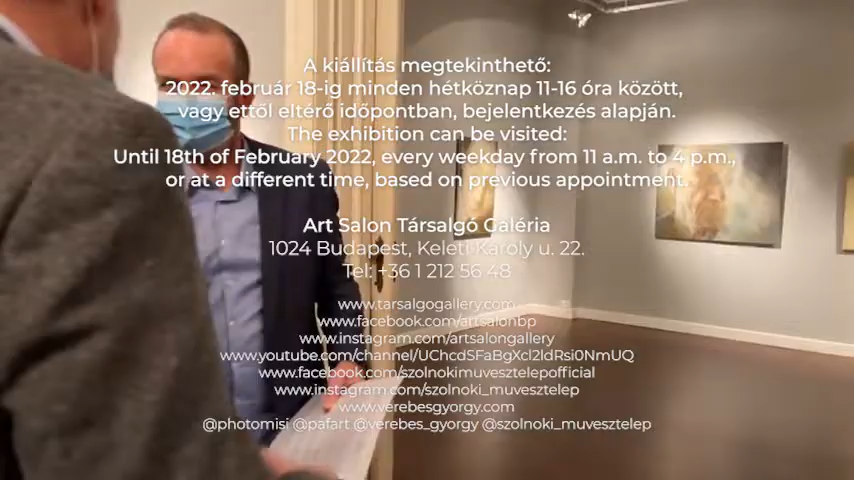 A kiállítás megtekinthető:
2022. február 18-ig minden hétköznap 11-16 óra között,
vagy ettől eltérő időpontban, bejelentkezés alapján.
The exhibition can be visited:
Until 18th of February 2022, every weekday from 11 a.m. to 4 p.m.,
or at a different time, based on previous appointment.
Art Salon Társalgó Galéria
1024 Budapest, Keleti Károly u. 22.
Tel: +36 1 212 56 48
www.tarsalgogallery.com
www.facebook.com/artsalonbp
www.instagram.com/artsalongallery
www.youtube.com/channel/UChcdSFaBgXcl2ldRsi0NmUQ
www.facebook.com/szolnokimuvesztelepofficial
www.instagram.com/szolnoki_muvesztelep
www.verebesgyorgy.com
@photomisi @pafart @verebes_gyorgy @szolnoki_muvesztelep